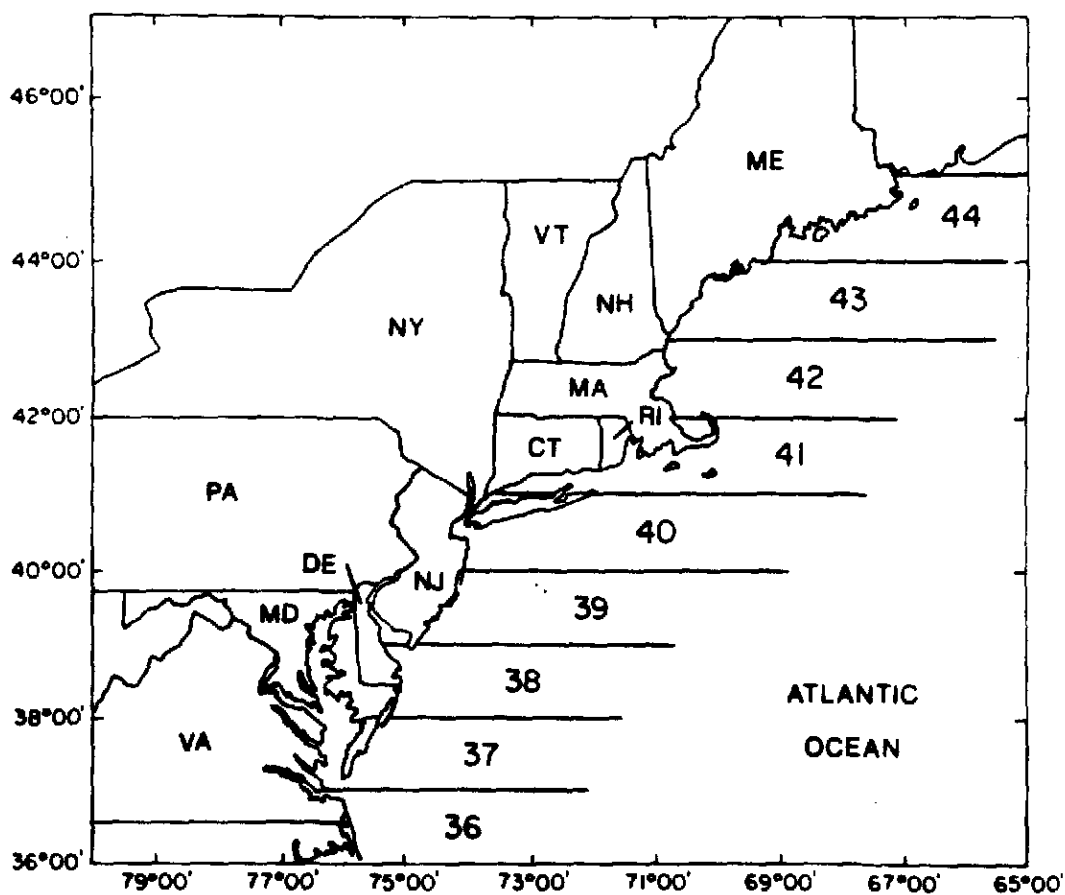 46°00'
44°00'
42°00'
40°00'
38°00'
36°00'
ME
44
VT
43
NH
NY
42
MA
RI
CT
41
PA
40
DE
NJ
39
MD
38
ATLANTIC
OCEAN
VA
37
36
79°00'
77°00'
75°00'
73°00'
71°00'
69°00'
67°00'
65°00'